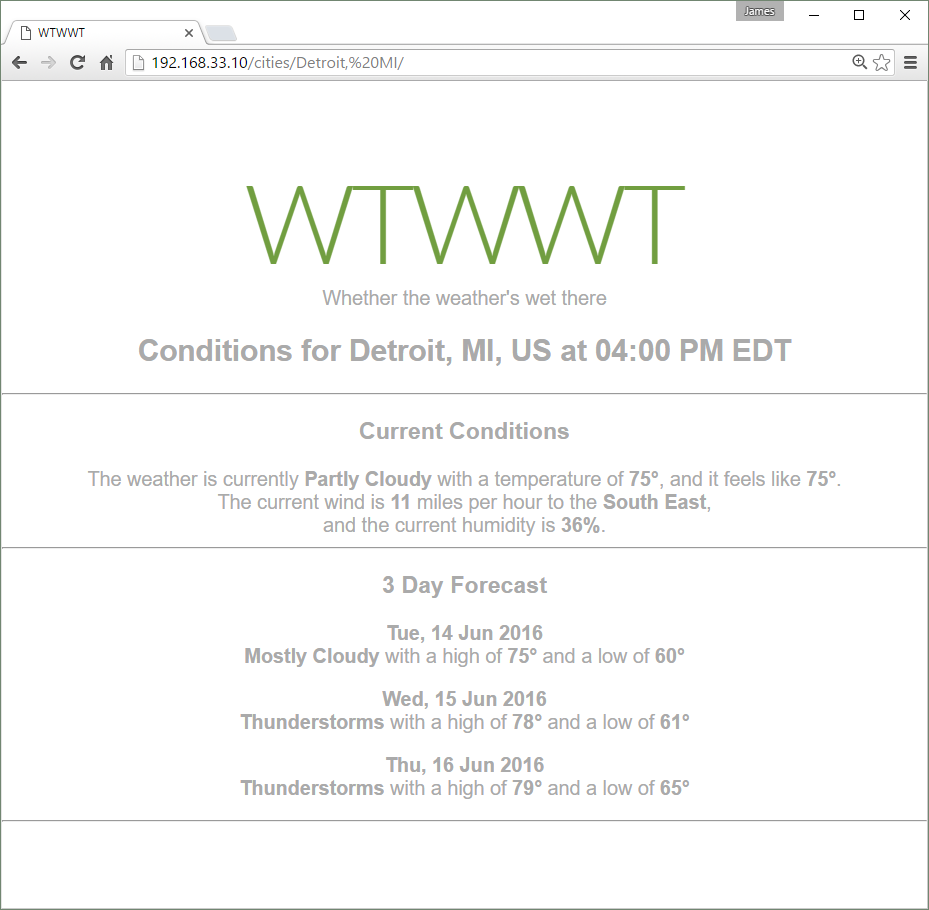 James
WTWWT
192.168.33.10/cities/Detroit,%20MI/
WTWWT
Whether the weather's wet there
Conditions for Detroit, MI, US at 04:00 PM EDT
Current Conditions
The weather is currently Partly Cloudy with a temperature of 75°, and it feels like 75°.
The current wind is 11 miles per hour to the South East,
and the current humidity is 36%.
3 Day Forecast
Tue, 14 Jun 2016
Mostly Cloudy with a high of 75° and a low of 60°
Wed, 15 Jun 2016
Thunderstorms with a high of 78° and a low of 61°
Thu, 16 Jun 2016
Thunderstorms with a high of 79° and a low of 65°